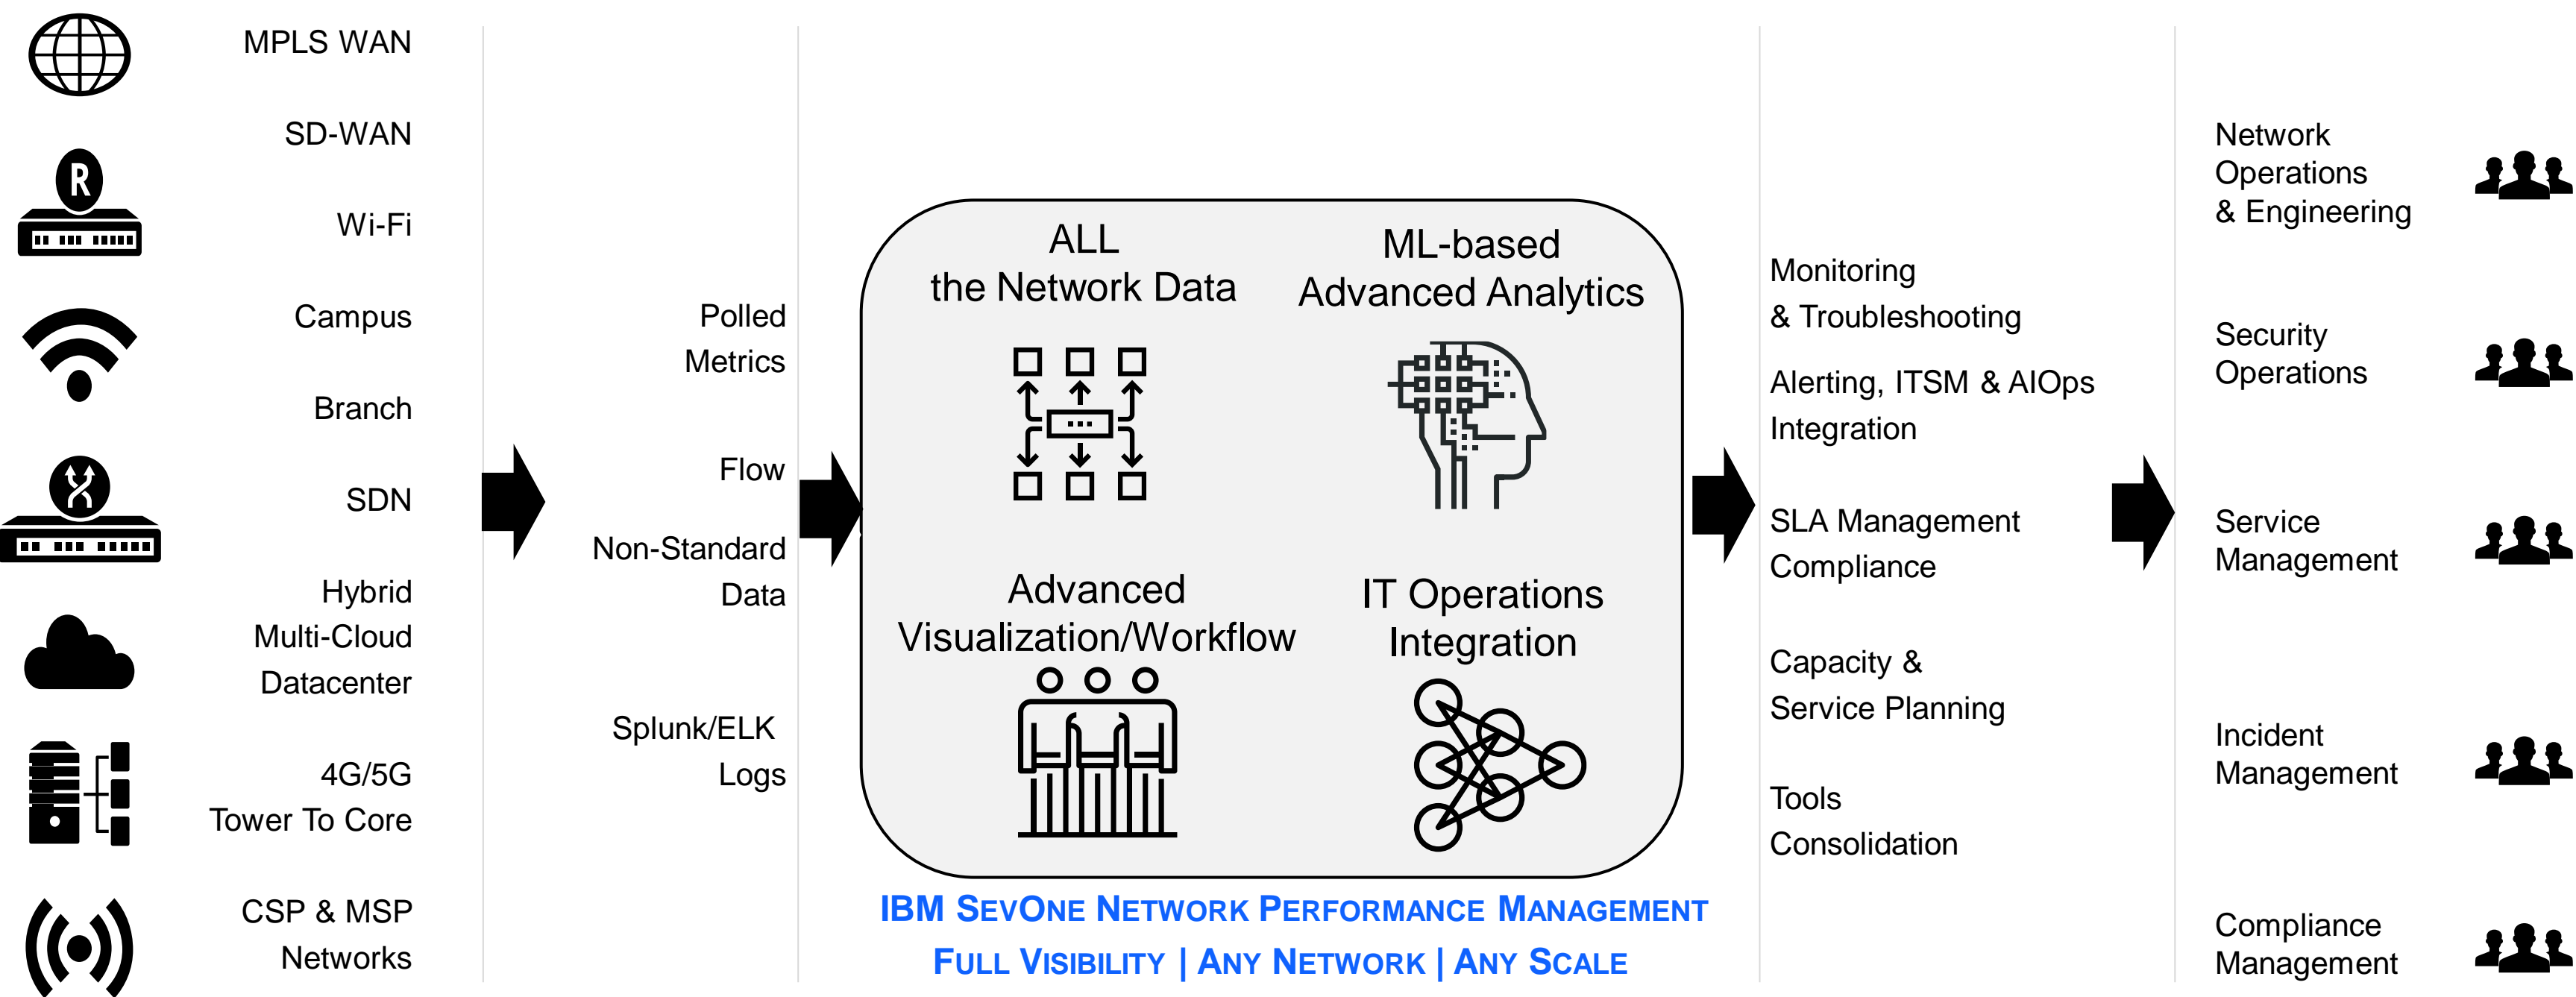 MPLS WAN
SD-WAN
Wi-Fi
Campus
Branch
SDN
Hybrid
Multi-Cloud
Datacenter
4G/5G
Tower To Core
CSP & MSP
Networks
R
Polled
Metrics
Flow
Non-Standard
Data
Splunk/ELK
Logs
ALL
the Network Data
ML-based
Advanced Analytics
Advanced
Visualization/Workflow
IT Operations
Integration
IBM SEVONE NETWORK PERFORMANCE MANAGEMENT
FULL VISIBILITY | ANY NETWORK | ANY SCALE
Monitoring
& Troubleshooting
Alerting, ITSM & AIOps
Integration
SLA Management
Compliance
Capacity &
Service Planning
Tools
Consolidation
Network
Operations
& Engineering
Security
Operations
Service
Management
Incident
Management
Compliance
Management